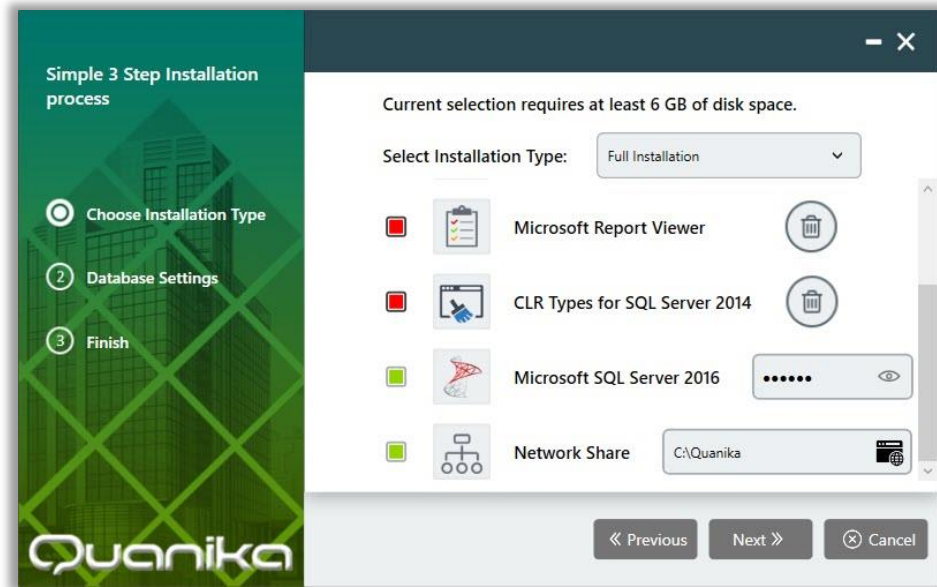 Simple 3 Step Installation
process
Choose Installation Type
2 Database Settings
3 Finish
Quanika
Current selection requires at least 6 GB of disk space.
Select Installation Type: Full Installation
Microsoft Report Viewer
CLR Types for SQL Server 2014
Microsoft SQL Server 2016 ••••••
Network Share C:\Quanika
Previous Next Cancel